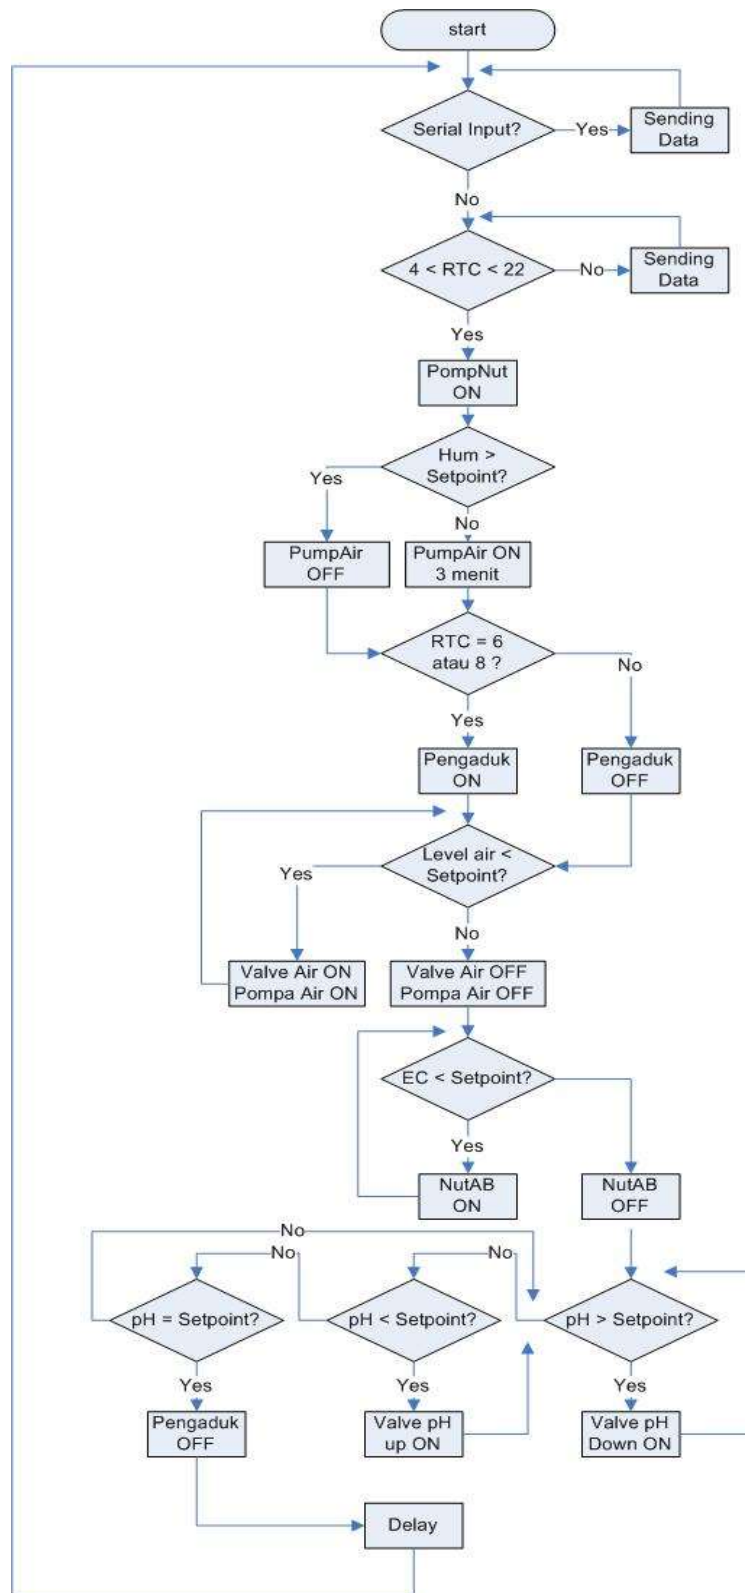 start
Serial Input?
Yes
Sending
Data
No
4 < RTC < 22
No
Sending
Data
Yes
PompNut
ON
Hum >
Setpoint?
Yes
No
PumpAir
OFF
PumpAir ON
3 menit
RTC = 6
atau 8 ?
No
Yes
Pengaduk
ON
Pengaduk
OFF
Level air <
Setpoint?
Yes
No
Valve Air ON
Pompa Air ON
Valve Air OFF
Pompa Air OFF
EC < Setpoint?
Yes
NutAB
ON
NutAB
OFF
No
No
No
pH = Setpoint?
pH < Setpoint?
pH > Setpoint?
Yes
Yes
Yes
Pengaduk
OFF
Valve pH
up ON
Valve pH
Down ON
Delay